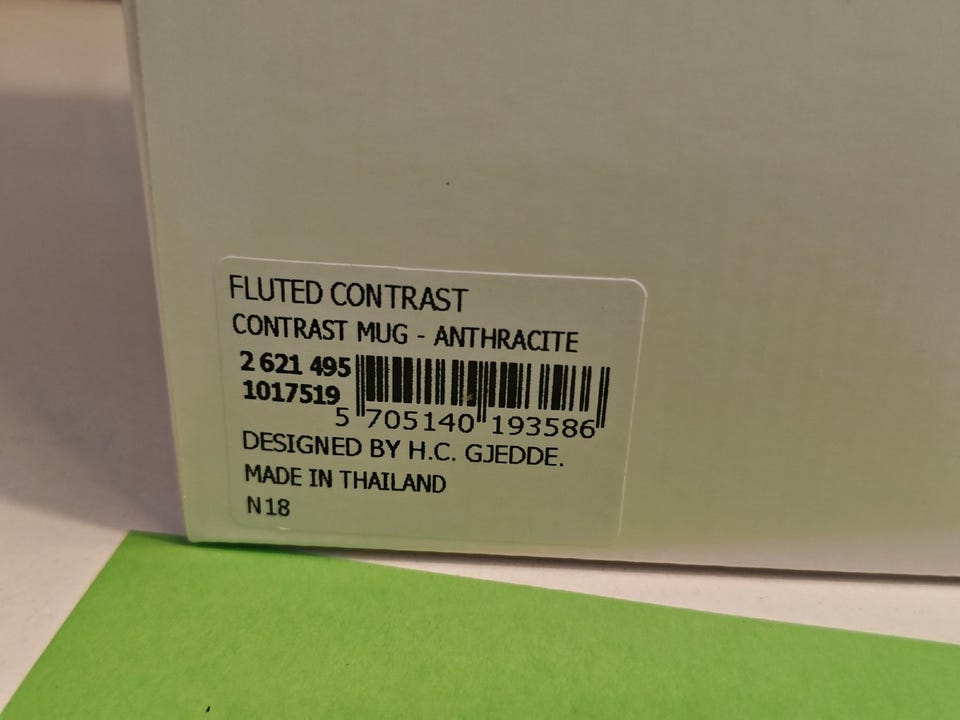 FLUTED CONTRAST
CONTRAST MUG - ANTHRACITE
2 621 495
1017519
5 705140 193586
DESIGNED BY H.C. GJEDDE.
MADE IN THAILAND
N18